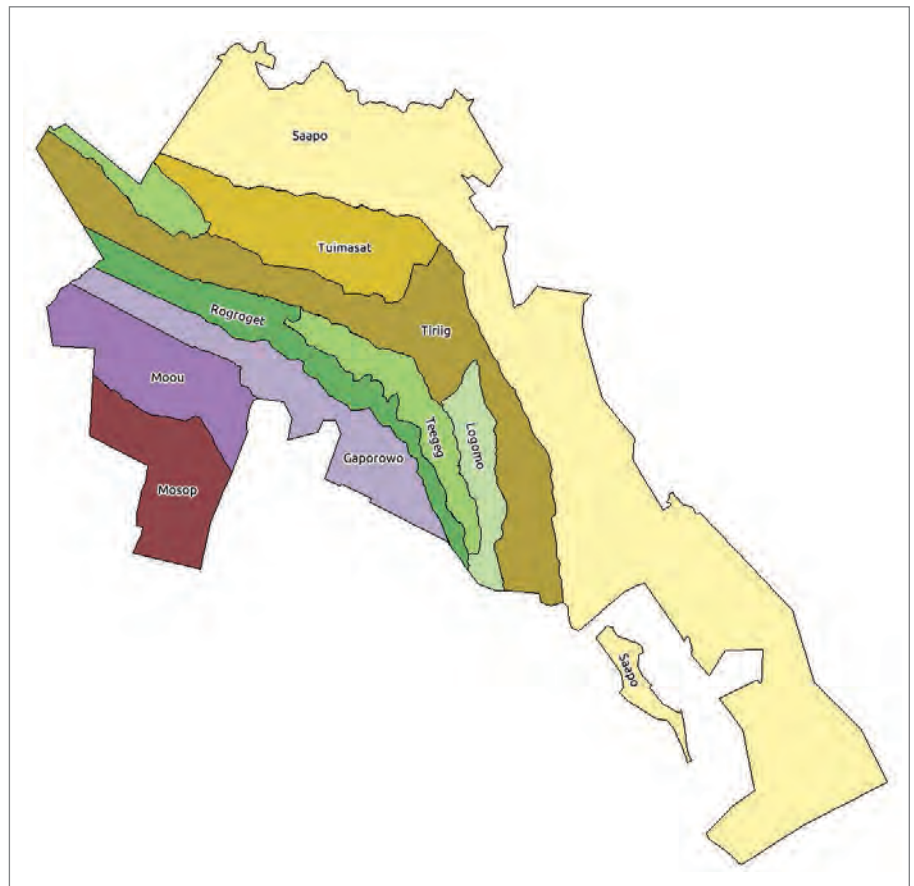 Saapo
Tuimasat
Rogroget
Tiriig
Moou
Teegeg
Logomo
Gaporowo
Mosop
Saapo